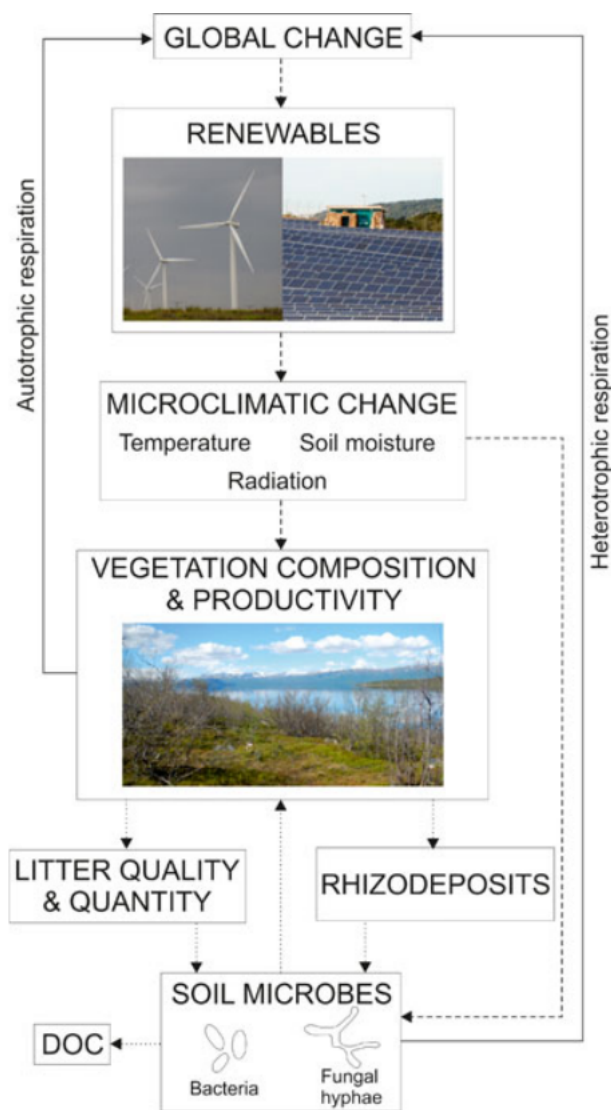 GLOBAL CHANGE
RENEWABLES
Autotrophic respiration
Heterotrophic respiration
MICROCLIMATIC CHANGE
Temperature Soil moisture
Radiation
VEGETATION COMPOSITION
& PRODUCTIVITY
LITTER QUALITY
& QUANTITY
RHIZODEPOSITS
SOIL MICROBES
DOC
Bacteria
Fungal
hyphae